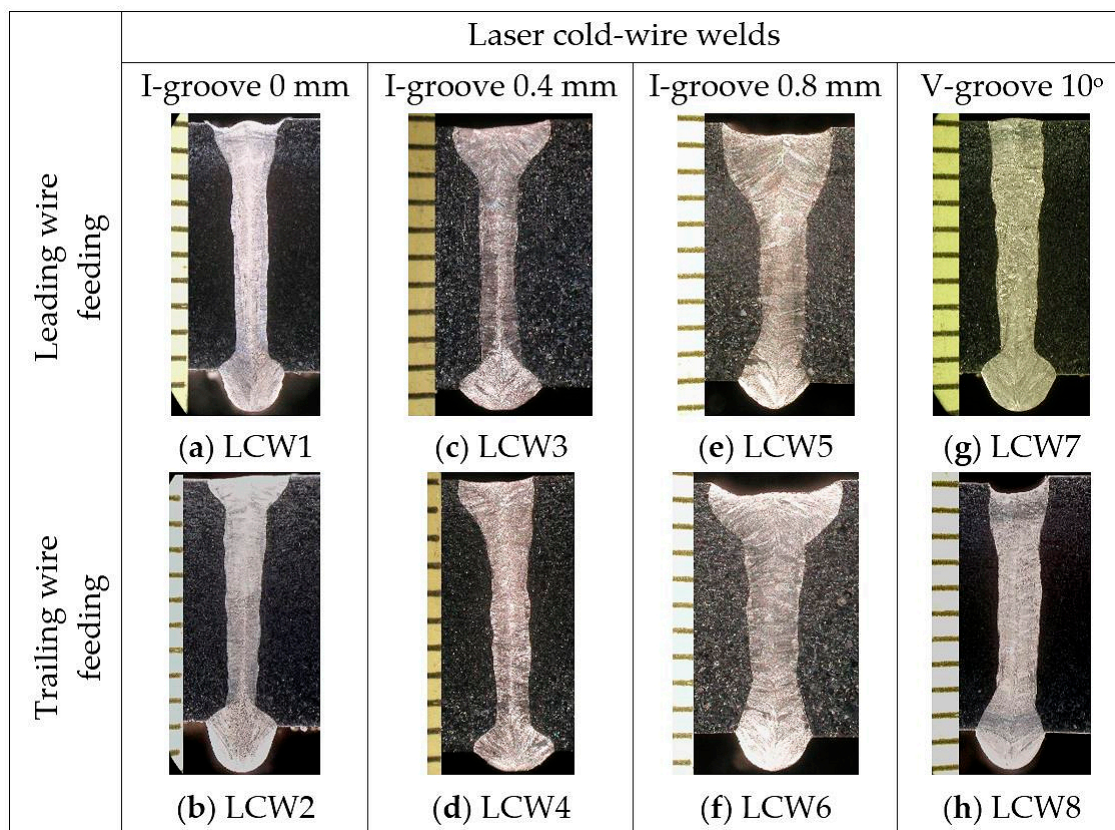 Laser cold-wire welds
I-groove 0 mm
I-groove 0.4 mm
I-groove 0.8 mm
V-groove 10º
Leading wire
feeding
(a) LCW1
(c) LCW3
(e) LCW5
(g) LCW7
Trailing wire
feeding
(b) LCW2
(d) LCW4
(f) LCW6
(h) LCW8